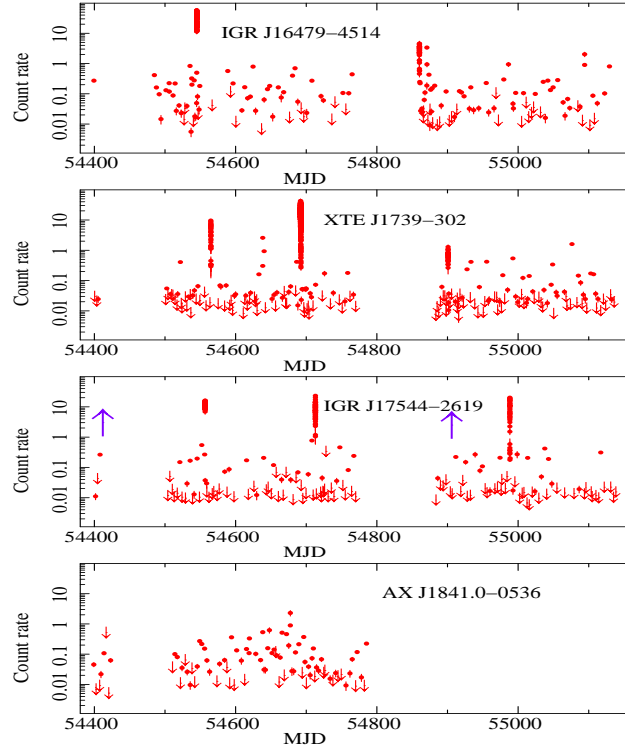 IGR J16479−4514
Count rate
0.01 0.1 1 10
54400 54600 54800 55000
MJD
XTE J1739−302
Count rate
0.01 0.1 1 10
54400 54600 54800 55000
MJD
IGR J17544−2619
Count rate
0.01 0.1 1 10
54400 54600 54800 55000
MJD
AX J1841.0−0536
Count rate
0.01 0.1 1 10
54400 54600 54800 55000
MJD